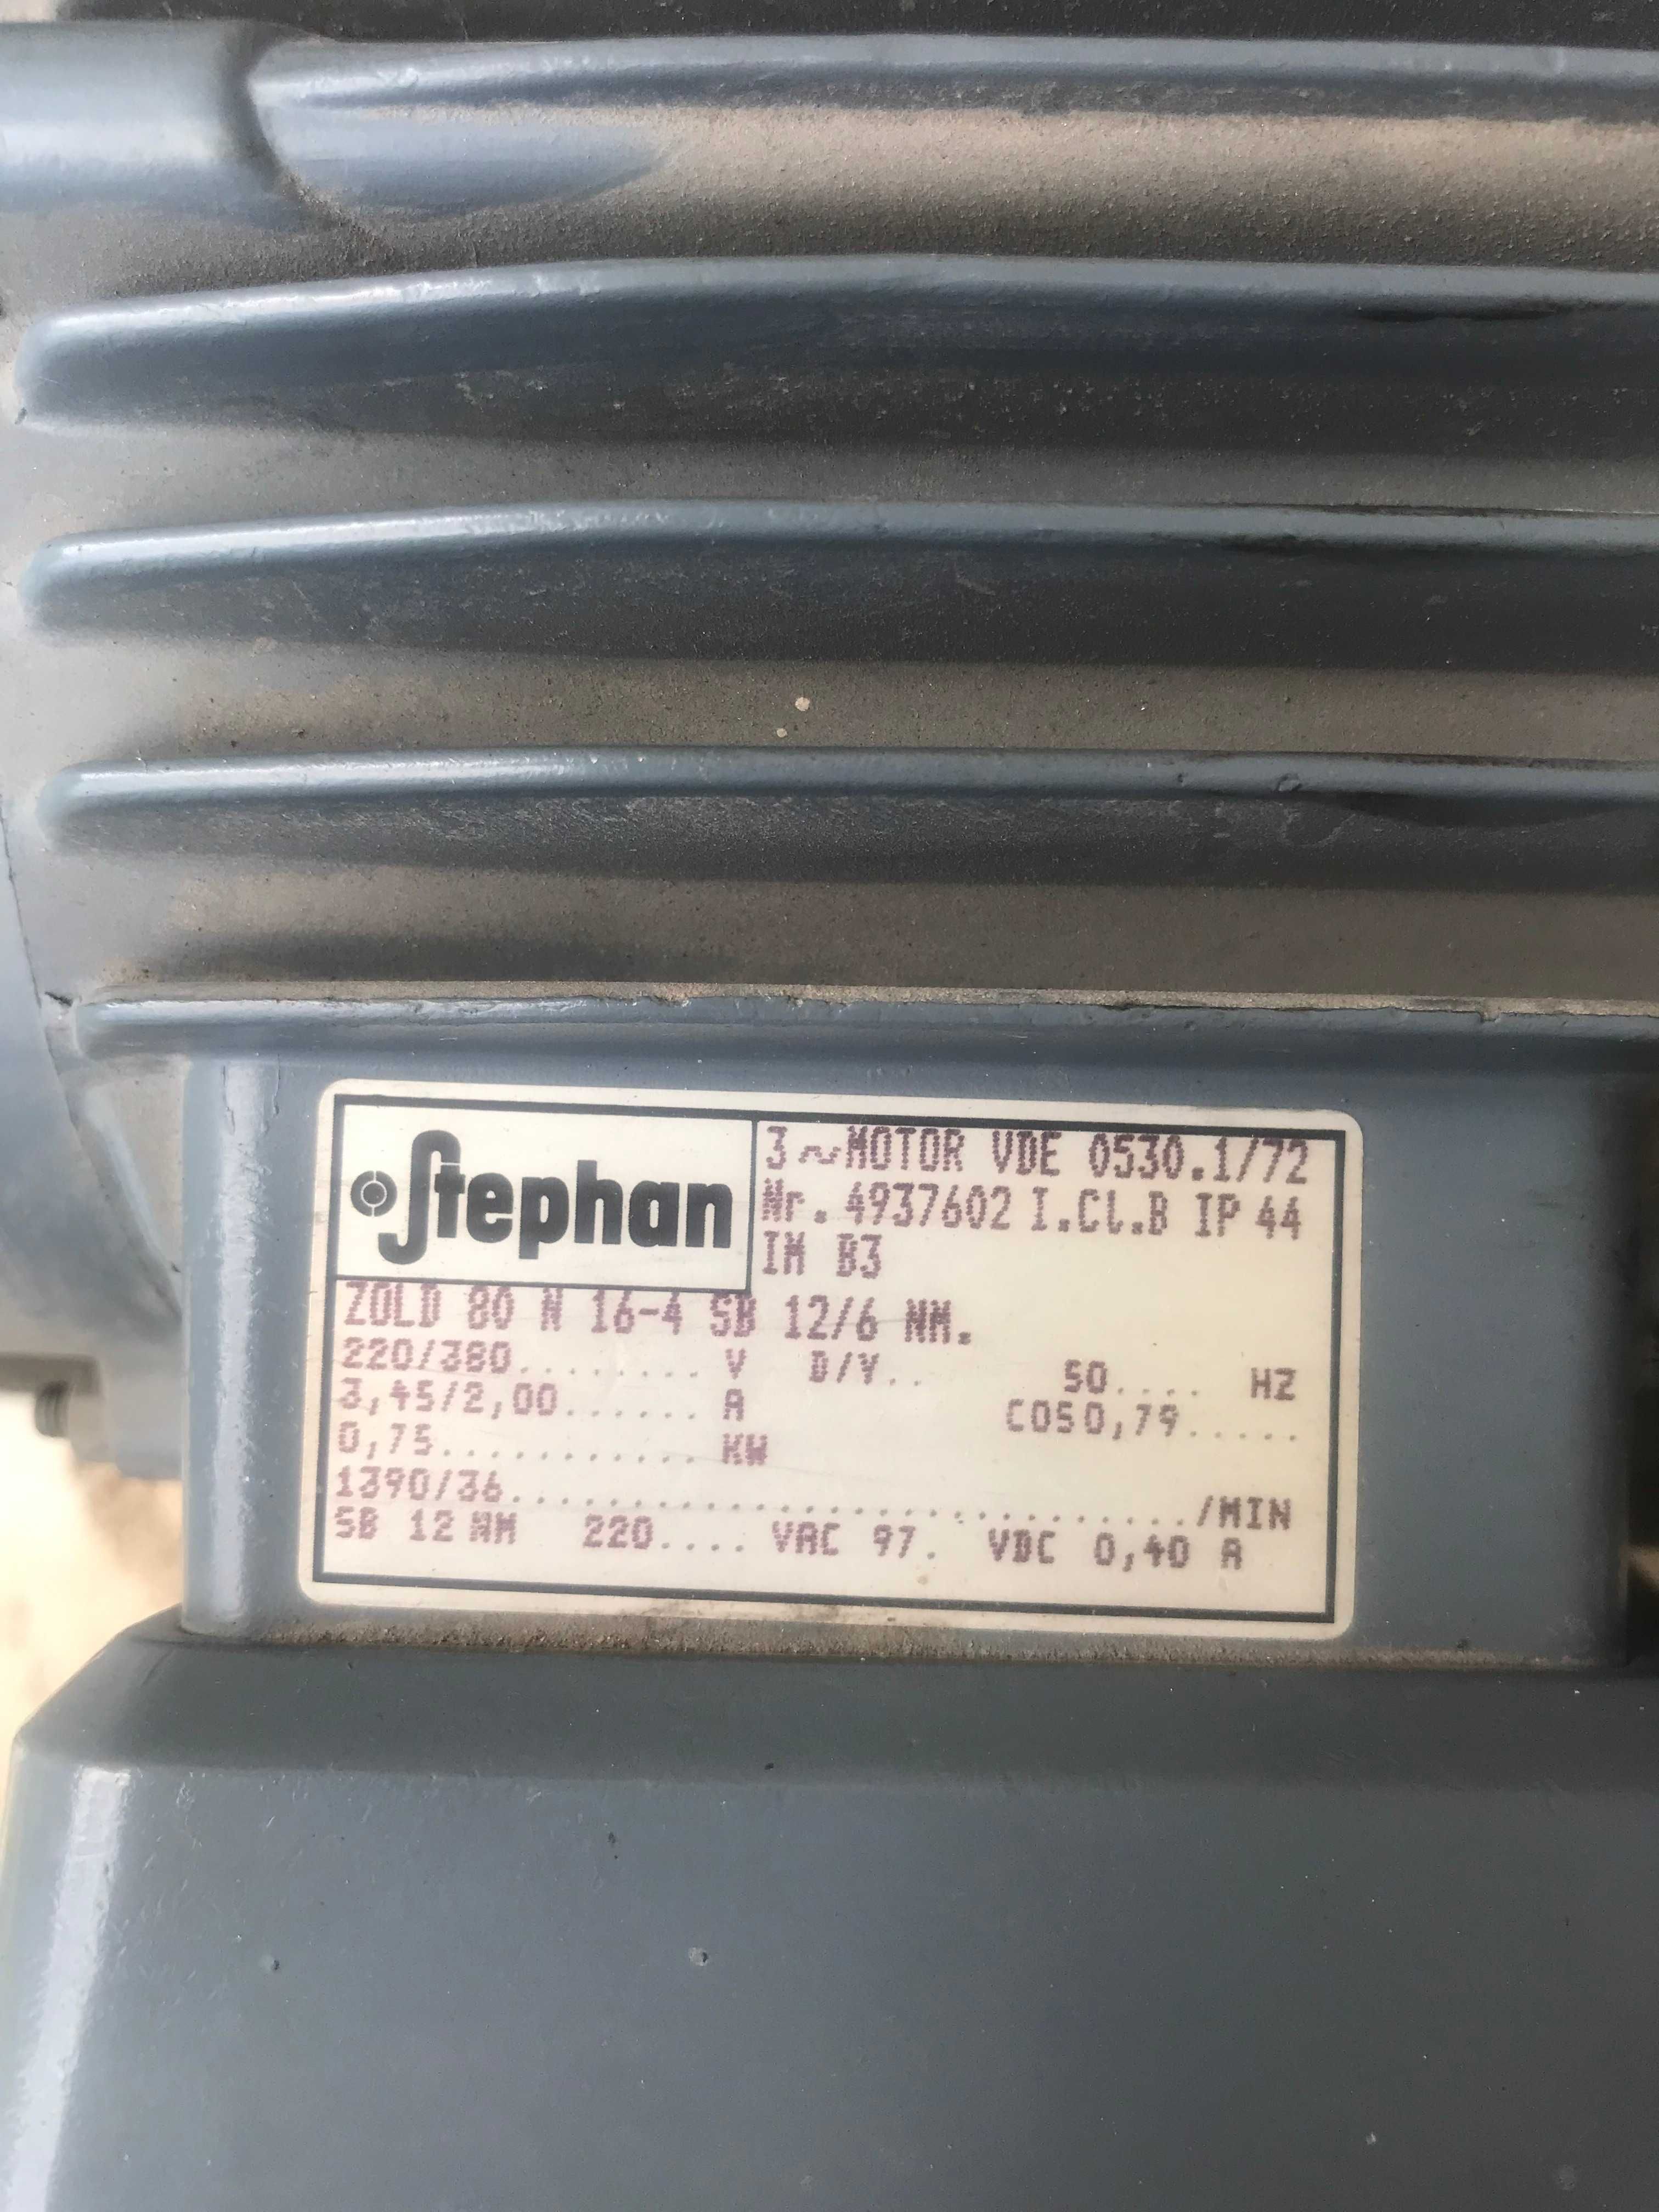 Stephan
3~MOTOR VDE 0530.1/72
Nr. 4937602 I.Cl.B IP 44
IM B3
ZOLD 80 N 16-4 SB 12/6 NM.
220/380........ V D/Y.. 50.... HZ
3,45/2,00...... A COS0,79.....
0,75........... KW
1390/36............................../MIN
SB 12 NM 220.... VAC 97. VDC 0,40 A